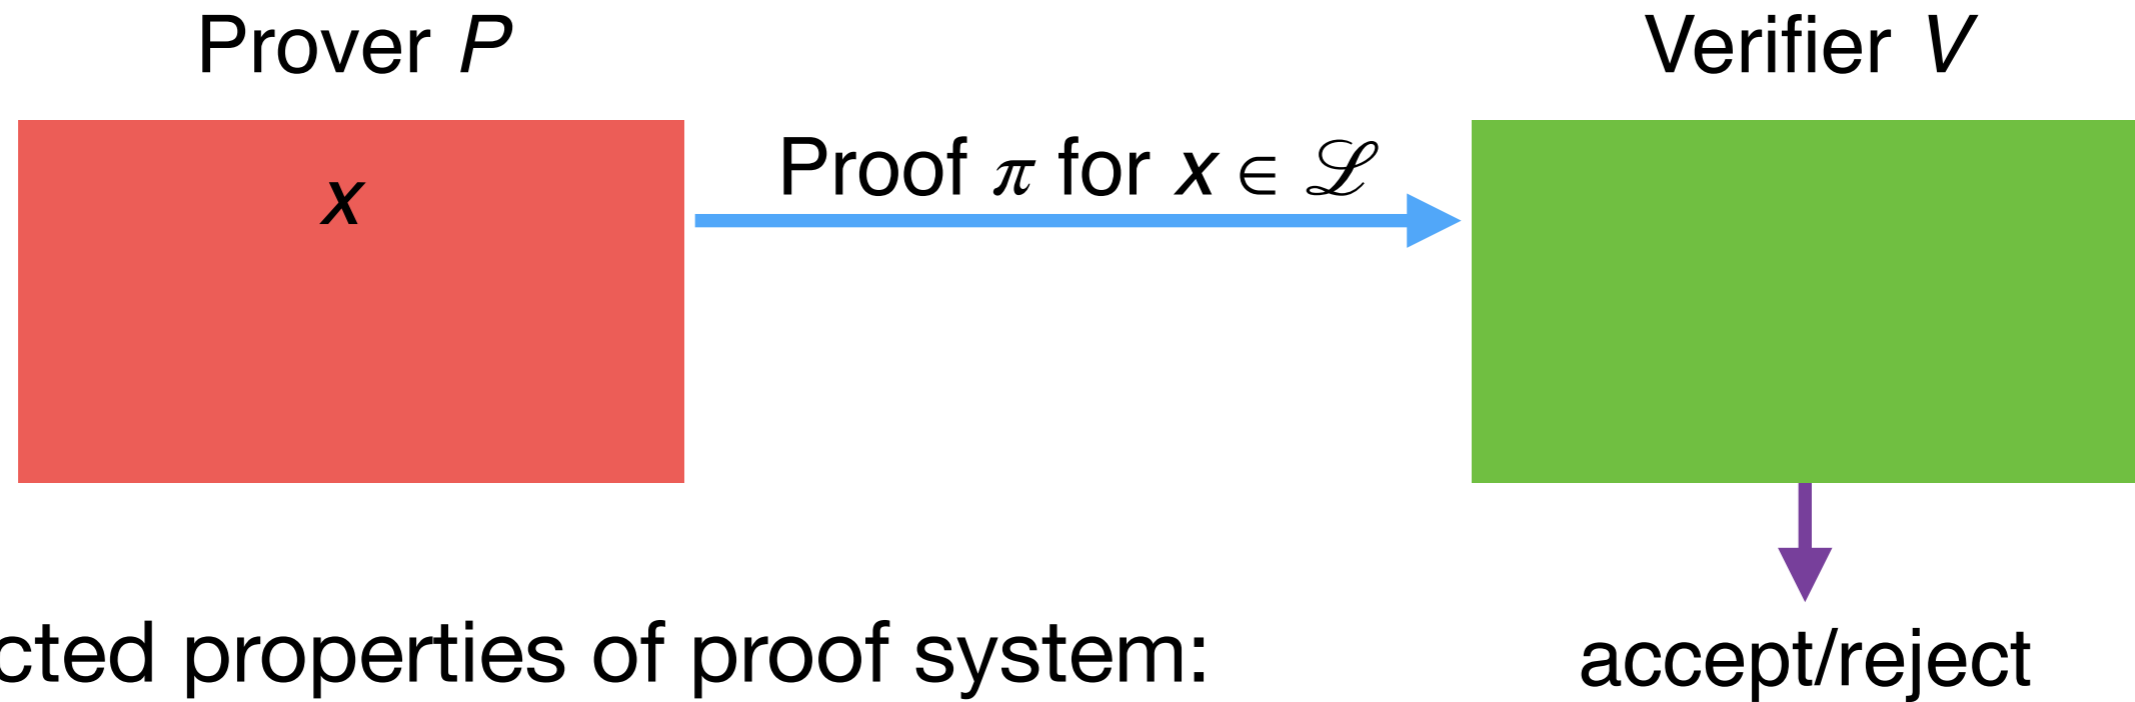 Prover P
Verifier V
Proof π for x ∈ ℒ
x
cted properties of proof system:
accept/reject